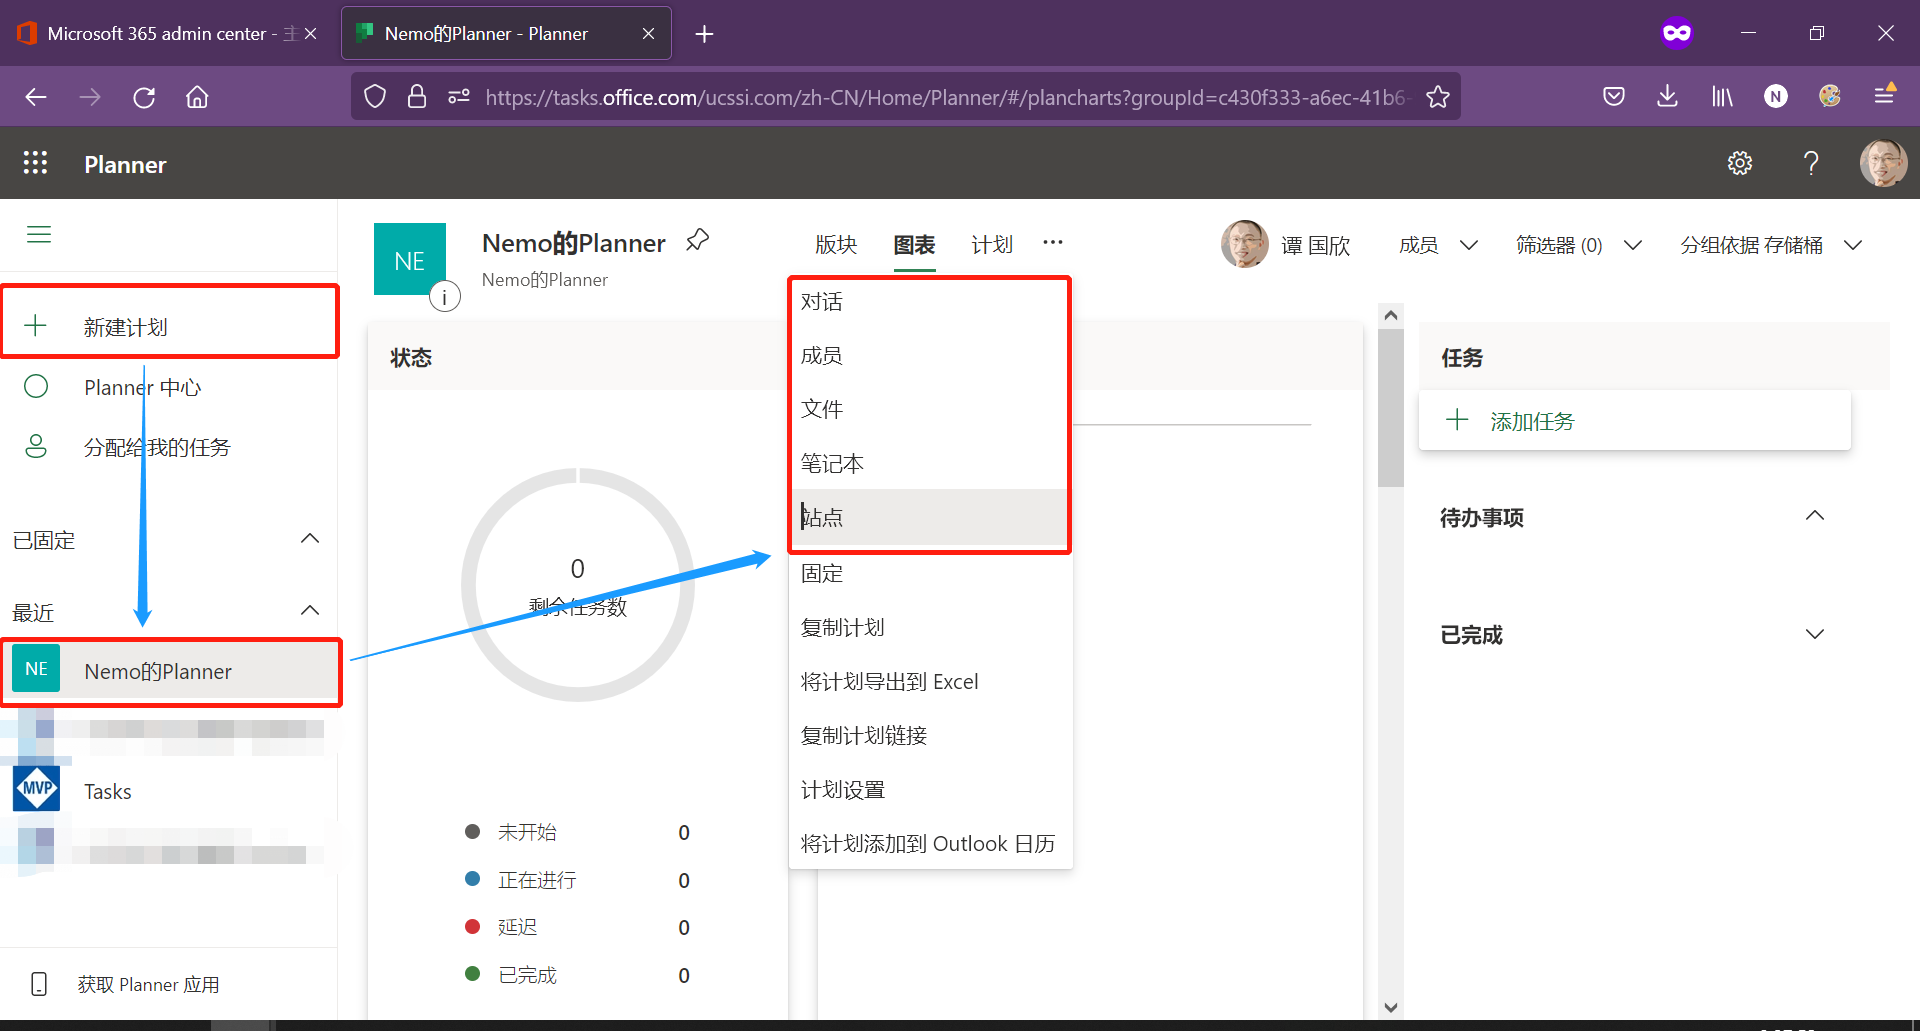 Microsoft 365 admin center - 主
Nemo的Planner - Planner
https://tasks.office.com/ucssi.com/zh-CN/Home/Planner/#/plancharts?groupId=c430f333-a6ec-41b6-
N
Planner
?
NE
i
Nemo的Planner
Nemo的Planner
版块
图表
计划
谭 国欣
成员
筛选器 (0)
分组依据 存储桶
新建计划
Planner 中心
分配给我的任务
已固定
最近
NE
Nemo的Planner
MVP
Tasks
获取 Planner 应用
状态
0
剩余任务数
未开始 0
正在进行 0
延迟 0
已完成 0
对话
成员
文件
笔记本
站点
固定
复制计划
将计划导出到 Excel
复制计划链接
计划设置
将计划添加到 Outlook 日历
任务
添加任务
待办事项
已完成